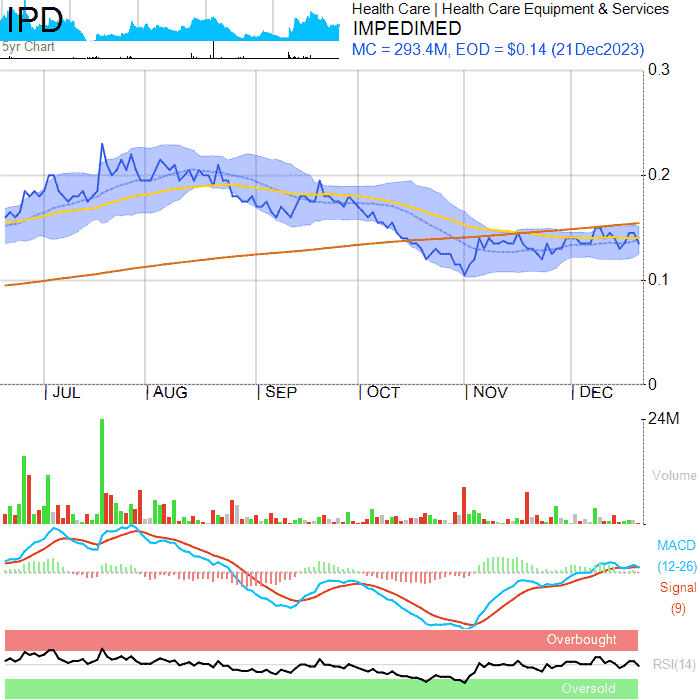 IPD
5yr Chart
Health Care | Health Care Equipment & Services
IMPEDIMED
MC = 293.4M, EOD = $0.14 (21Dec2023)
0.3
0.2
0.1
0
JUL
AUG
SEP
OCT
NOV
DEC
24M
Volume
MACD
(12-26)
Signal
(9)
Overbought
RSI(14)
Oversold